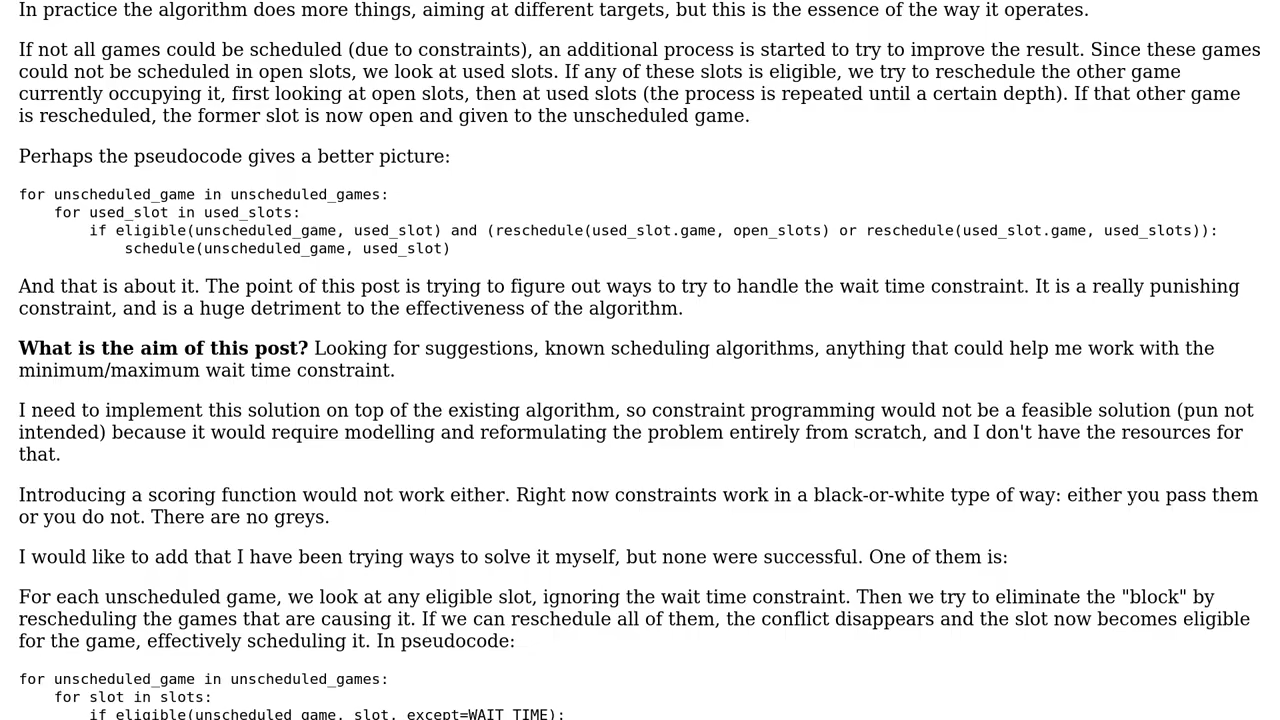 In practice the algorithm does more things, aiming at different targets, but this is the essence of the way it operates.
If not all games could be scheduled (due to constraints), an additional process is started to try to improve the result. Since these games
could not be scheduled in open slots, we look at used slots. If any of these slots is eligible, we try to reschedule the other game
currently occupying it, first looking at open slots, then at used slots (the process is repeated until a certain depth). If that other game
is rescheduled, the former slot is now open and given to the unscheduled game.
Perhaps the pseudocode gives a better picture:
for unscheduled_game in unscheduled_games:
    for used_slot in used_slots:
        if eligible(unscheduled_game, used_slot) and (reschedule(used_slot.game, open_slots) or reschedule(used_slot.game, used_slots)):
            schedule(unscheduled_game, used_slot)
And that is about it. The point of this post is trying to figure out ways to try to handle the wait time constraint. It is a really punishing
constraint, and is a huge detriment to the effectiveness of the algorithm.
What is the aim of this post? Looking for suggestions, known scheduling algorithms, anything that could help me work with the
minimum/maximum wait time constraint.
I need to implement this solution on top of the existing algorithm, so constraint programming would not be a feasible solution (pun not
intended) because it would require modelling and reformulating the problem entirely from scratch, and I don't have the resources for
that.
Introducing a scoring function would not work either. Right now constraints work in a black-or-white type of way: either you pass them
or you do not. There are no greys.
I would like to add that I have been trying ways to solve it myself, but none were successful. One of them is:
For each unscheduled game, we look at any eligible slot, ignoring the wait time constraint. Then we try to eliminate the "block" by
rescheduling the games that are causing it. If we can reschedule all of them, the conflict disappears and the slot now becomes eligible
for the game, effectively scheduling it. In pseudocode:
for unscheduled_game in unscheduled_games:
    for slot in slots:
        if eligible(unscheduled_game, slot, except=WAIT_TIME):